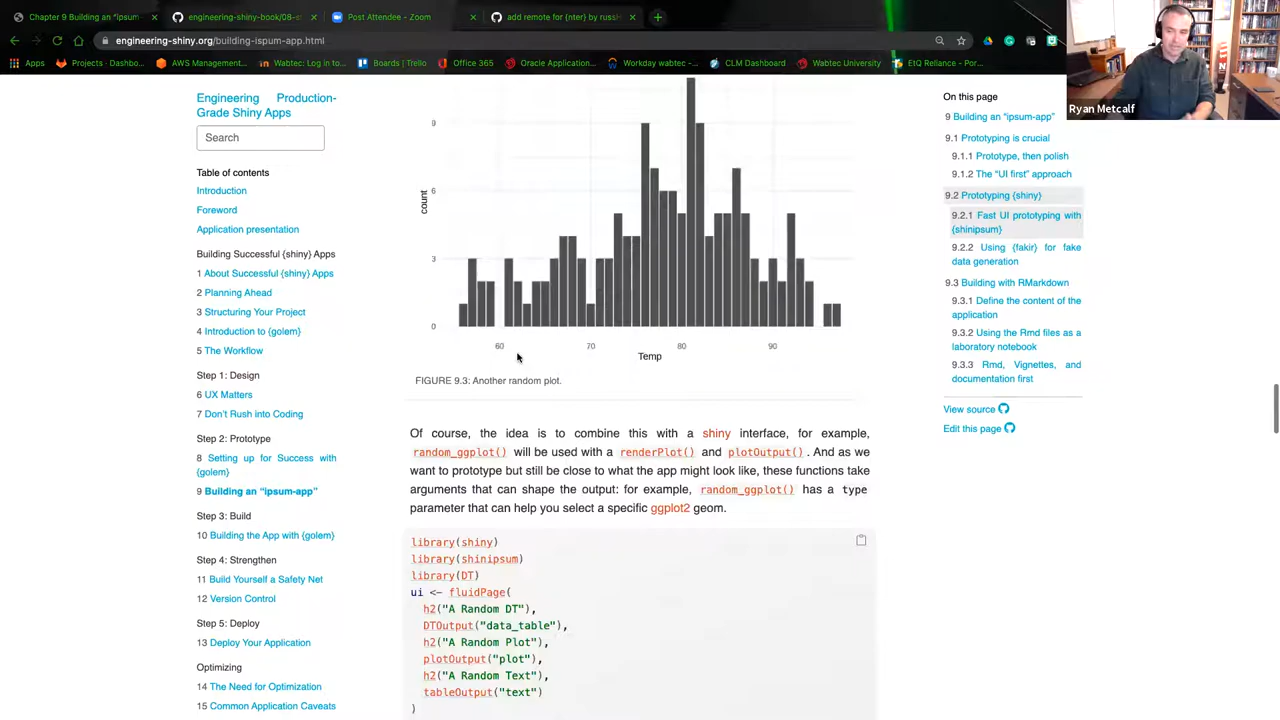 Chapter 9 Building an "Ipsum
engineering-shiny-book/08-s
Post Attendee - Zoom
add remote for {nter} by russH
engineering-shiny.org/building-ispum-app.html
Apps
Projects · Dashbo...
AWS Management...
Wabtec: Log in to...
Boards | Trello
Office 365
Oracle Application...
Workday wabtec -...
CLM Dashboard
Wabtec University
EtQ Reliance - Por...
Ryan Metcalf
Engineering Production-
Grade Shiny Apps
Search
Table of contents
Introduction
Foreword
Application presentation
Building Successful {shiny} Apps
1 About Successful {shiny} Apps
2 Planning Ahead
3 Structuring Your Project
4 Introduction to {golem}
5 The Workflow
Step 1: Design
6 UX Matters
7 Don't Rush into Coding
Step 2: Prototype
8 Setting up for Success with
{golem}
9 Building an "ipsum-app"
Step 3: Build
10 Building the App with {golem}
Step 4: Strengthen
11 Build Yourself a Safety Net
12 Version Control
Step 5: Deploy
13 Deploy Your Application
Optimizing
14 The Need for Optimization
15 Common Application Caveats
count
9
6
3
0
60
70
80
90
Temp
FIGURE 9.3: Another random plot.
Of course, the idea is to combine this with a shiny interface, for example,
random_ggplot() will be used with a renderPlot() and plotOutput() . And as we
want to prototype but still be close to what the app might look like, these functions take
arguments that can shape the output: for example, random_ggplot() has a type
parameter that can help you select a specific ggplot2 geom.
library(shiny)
library(shinipsum)
library(DT)
ui <- fluidPage(
h2("A Random DT"),
DTOutput("data_table"),
h2("A Random Plot"),
plotOutput("plot"),
h2("A Random Text"),
tableOutput("text")
)
On this page
9 Building an "ipsum-app"
9.1 Prototyping is crucial
9.1.1 Prototype, then polish
9.1.2 The "UI first" approach
9.2 Prototyping {shiny}
9.2.1 Fast UI prototyping with
{shinipsum}
9.2.2 Using {fakir} for fake
data generation
9.3 Building with RMarkdown
9.3.1 Define the content of the
application
9.3.2 Using the Rmd files as a
laboratory notebook
9.3.3 Rmd, Vignettes, and
documentation first
View source
Edit this page